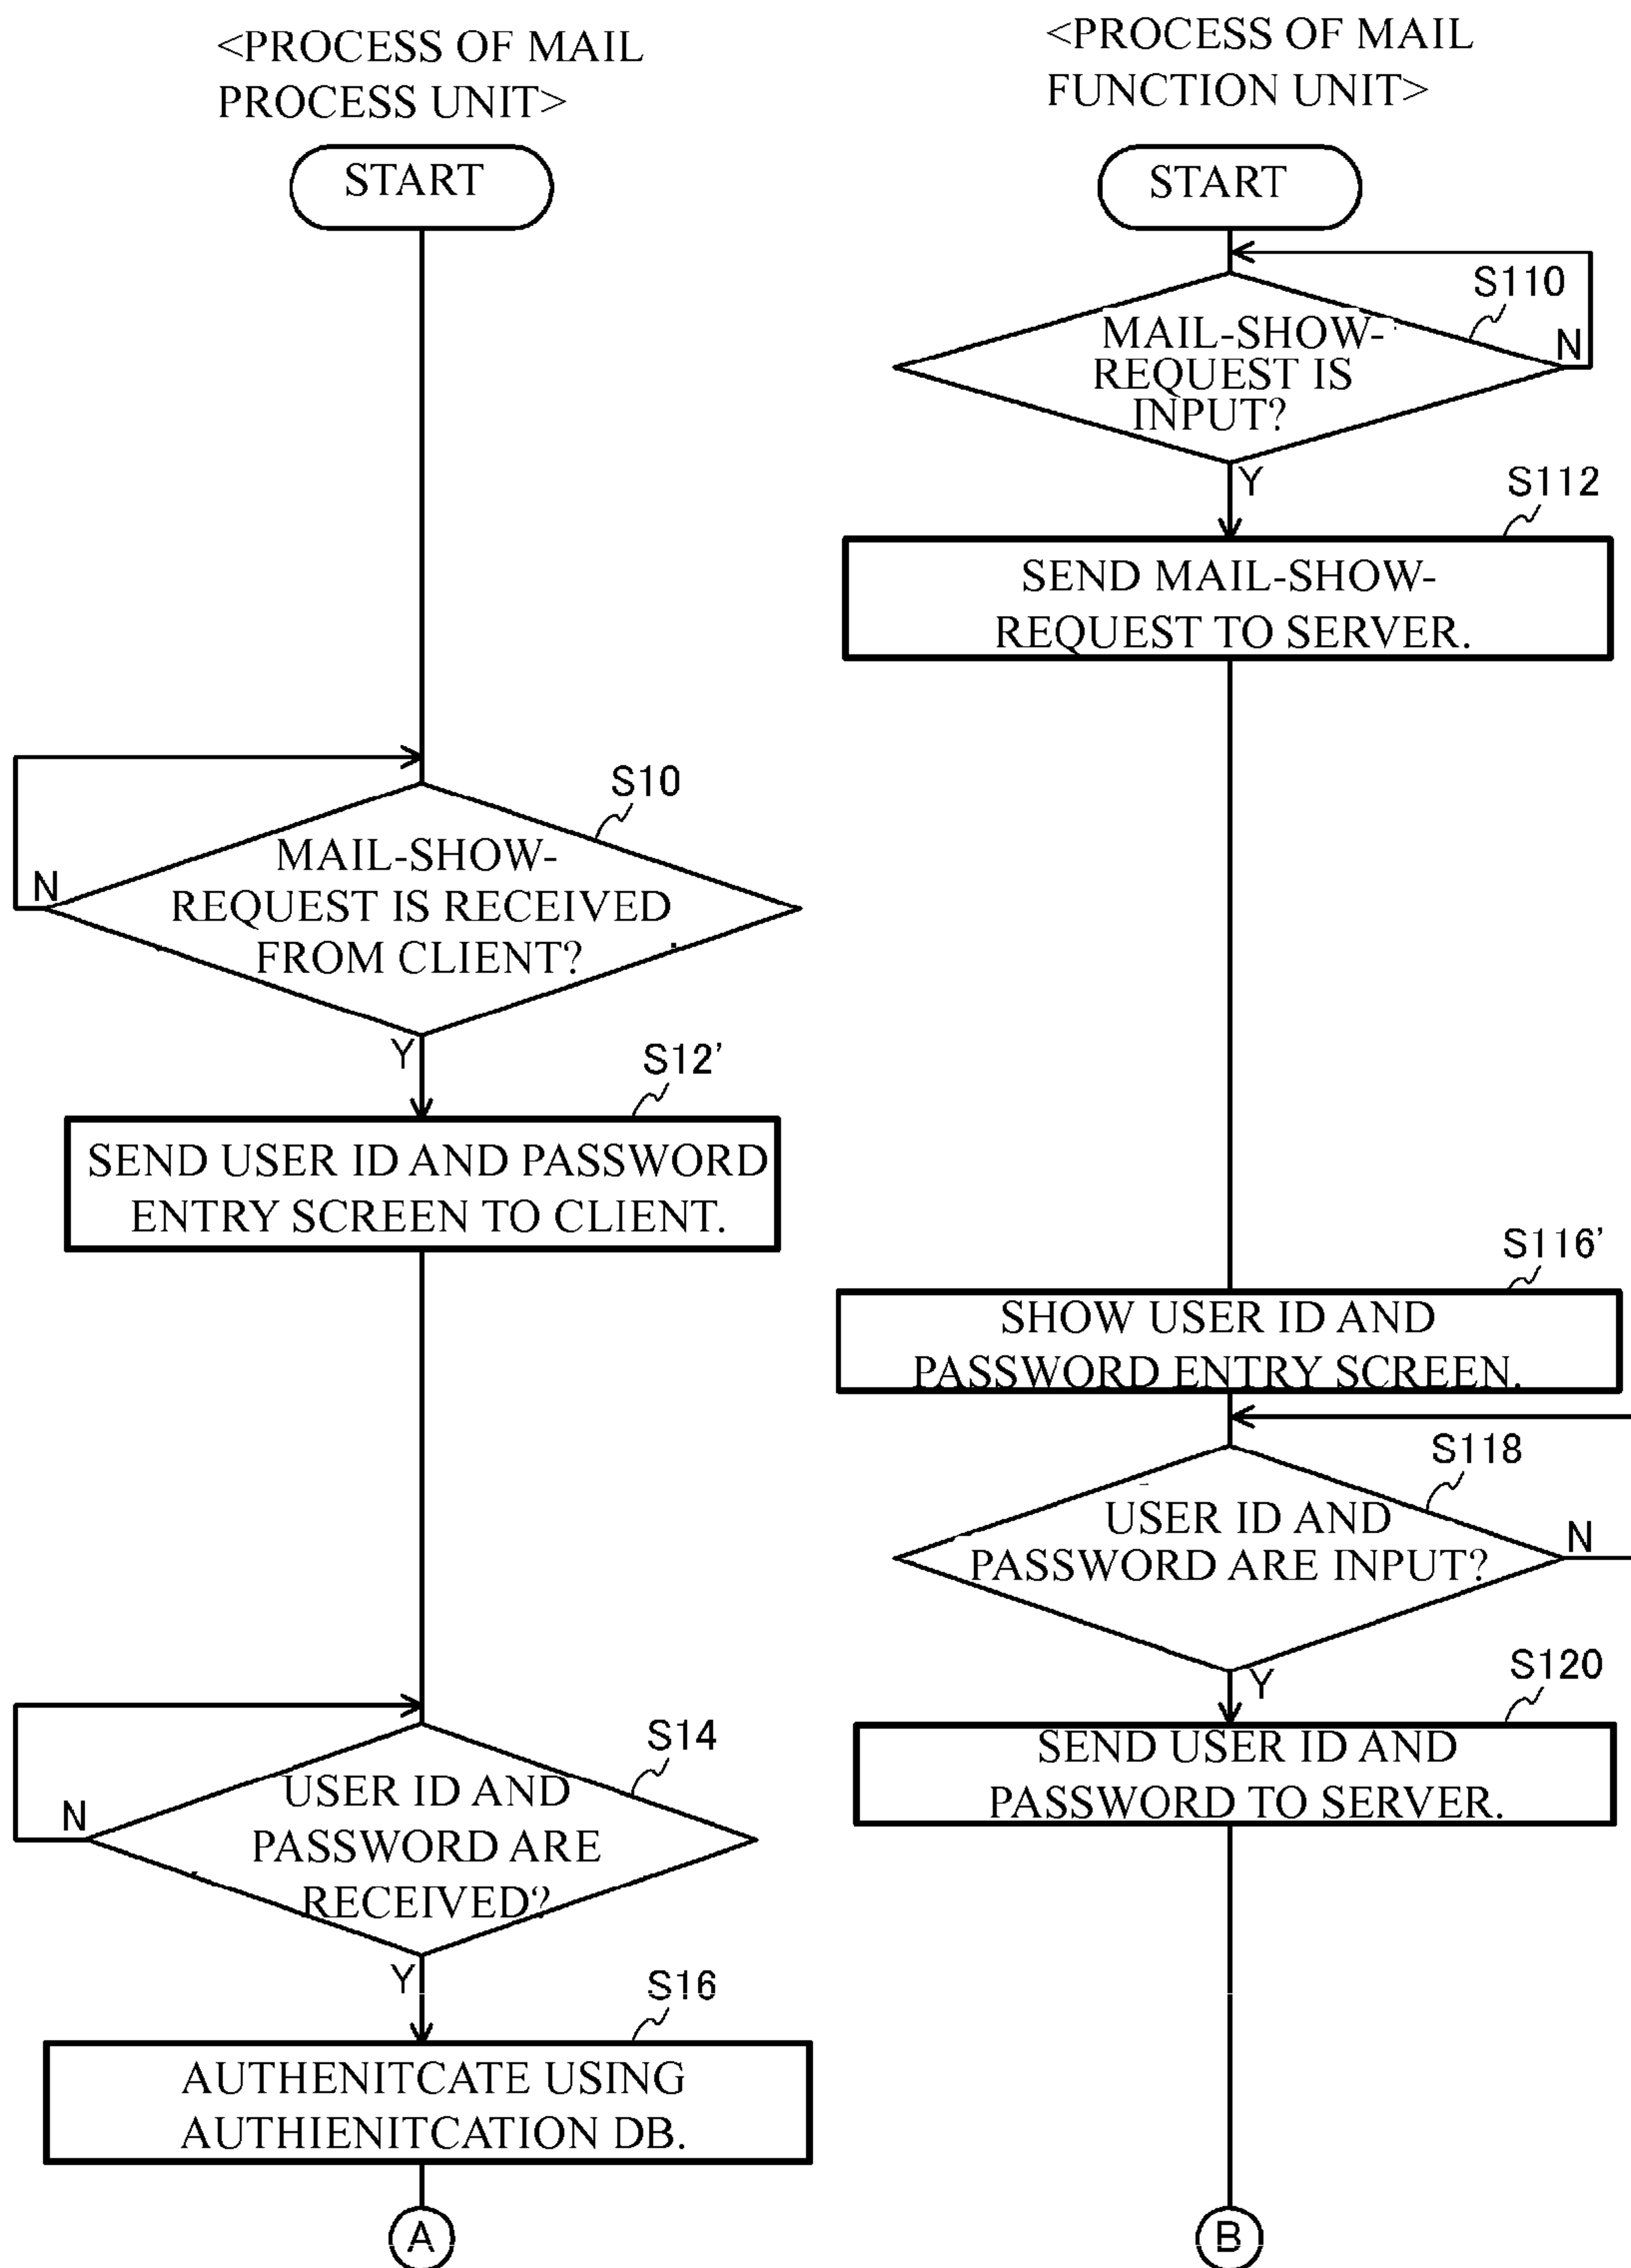 <PROCESS OF MAIL
PROCESS UNIT>
START
S10
MAIL-SHOW-
REQUEST IS RECEIVED
FROM CLIENT?
N
Y
S12’
SEND USER ID AND PASSWORD
ENTRY SCREEN TO CLIENT.
S14
USER ID AND
PASSWORD ARE
RECEIVED?
N
Y
S16
AUTHENITCATE USING
AUTHIENITCATION DB.
A
<PROCESS OF MAIL
FUNCTION UNIT>
START
S110
MAIL-SHOW-
REQUEST IS
INPUT?
N
Y
S112
SEND MAIL-SHOW-
REQUEST TO SERVER.
S116’
SHOW USER ID AND
PASSWORD ENTRY SCREEN.
S118
USER ID AND
PASSWORD ARE INPUT?
N
Y
S120
SEND USER ID AND
PASSWORD TO SERVER.
B